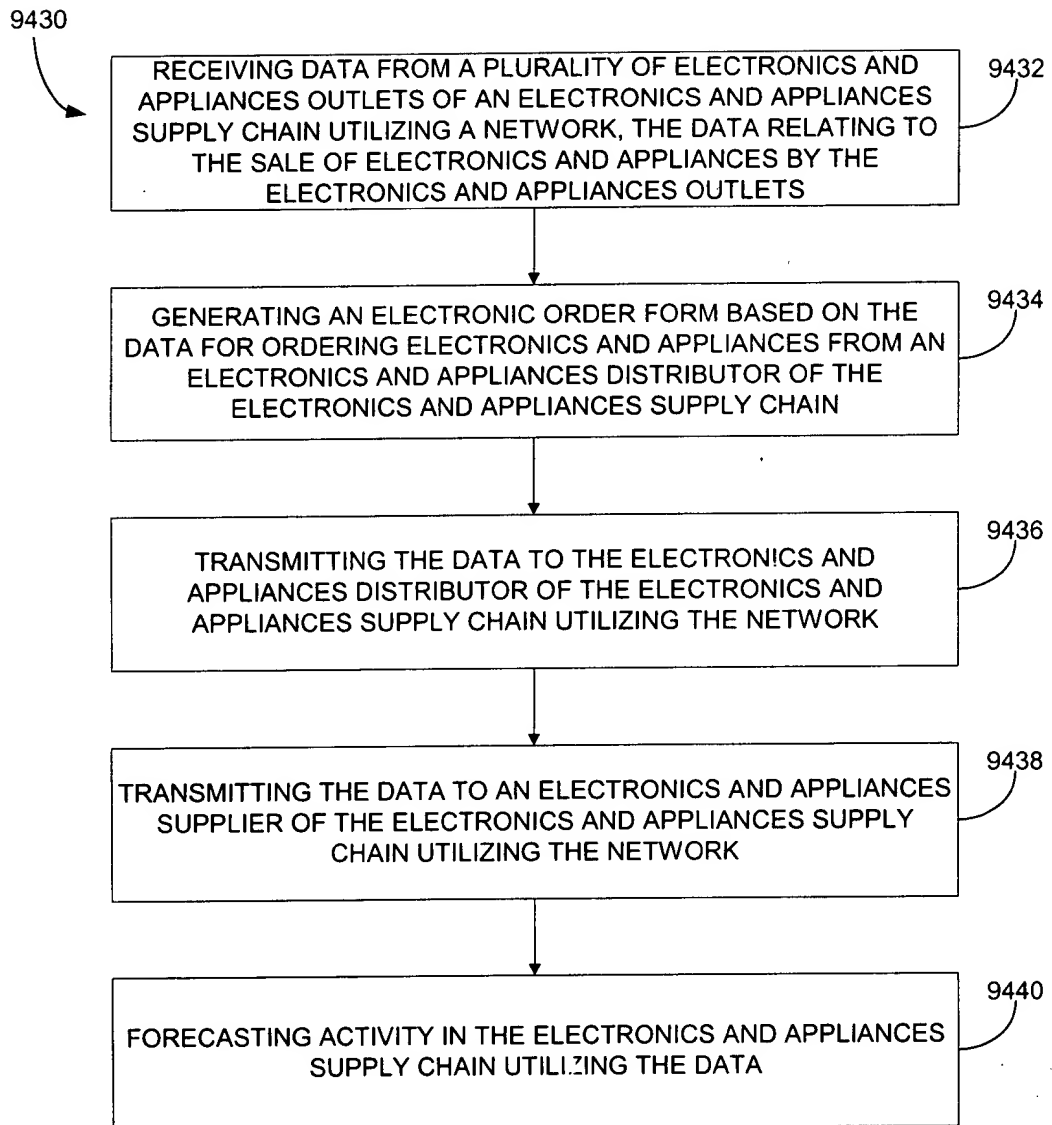 9430
RECEIVING DATA FROM A PLURALITY OF ELECTRONICS AND
APPLIANCES OUTLETS OF AN ELECTRONICS AND APPLIANCES
SUPPLY CHAIN UTILIZING A NETWORK, THE DATA RELATING TO
THE SALE OF ELECTRONICS AND APPLIANCES BY THE
ELECTRONICS AND APPLIANCES OUTLETS
9432
GENERATING AN ELECTRONIC ORDER FORM BASED ON THE
DATA FOR ORDERING ELECTRONICS AND APPLIANCES FROM AN
ELECTRONICS AND APPLIANCES DISTRIBUTOR OF THE
ELECTRONICS AND APPLIANCES SUPPLY CHAIN
9434
TRANSMITTING THE DATA TO THE ELECTRONICS AND
APPLIANCES DISTRIBUTOR OF THE ELECTRONICS AND
APPLIANCES SUPPLY CHAIN UTILIZING THE NETWORK
9436
TRANSMITTING THE DATA TO AN ELECTRONICS AND APPLIANCES
SUPPLIER OF THE ELECTRONICS AND APPLIANCES SUPPLY
CHAIN UTILIZING THE NETWORK
9438
FORECASTING ACTIVITY IN THE ELECTRONICS AND APPLIANCES
SUPPLY CHAIN UTILIZING THE DATA
9440